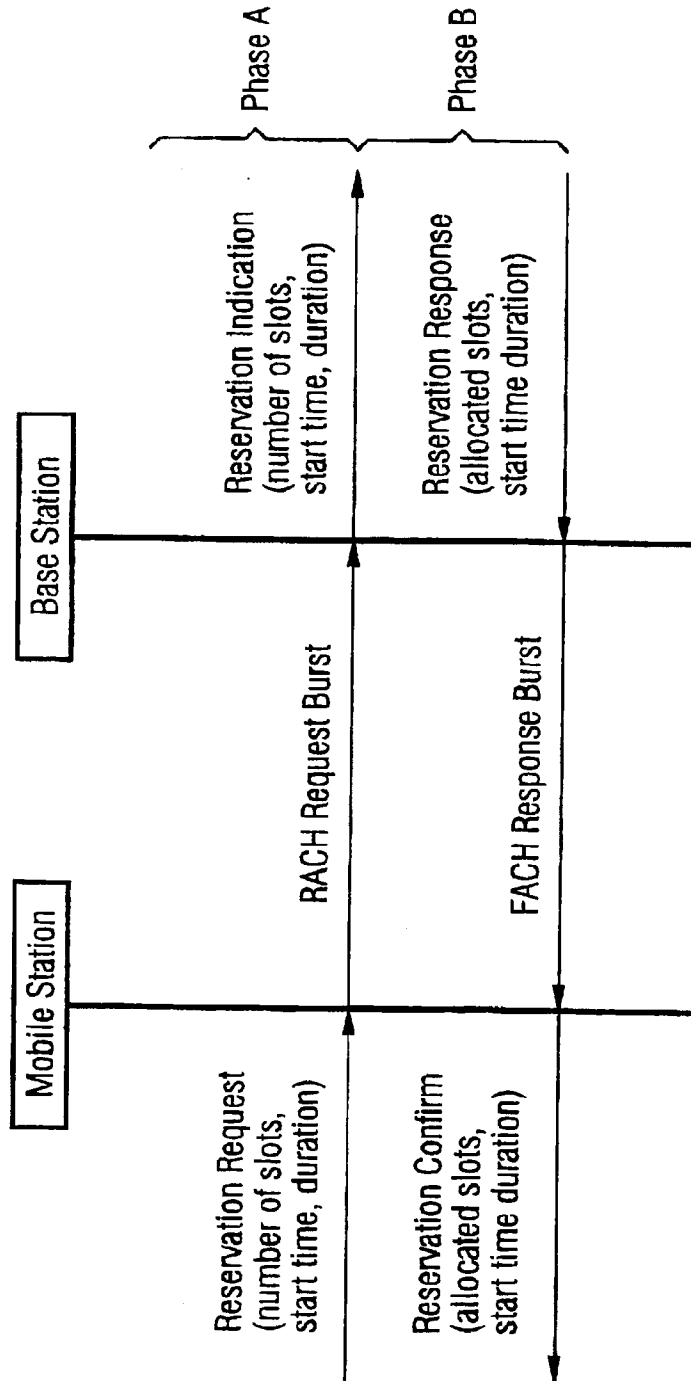 Mobile Station
Base Station
Reservation Request
(number of slots,
start time, duration)
RACH Request Burst
Reservation Indication
(number of slots,
start time, duration)
Phase A
Reservation Confirm
(allocated slots,
start time duration)
FACH Response Burst
Reservation Response
(allocated slots,
start time duration)
Phase B